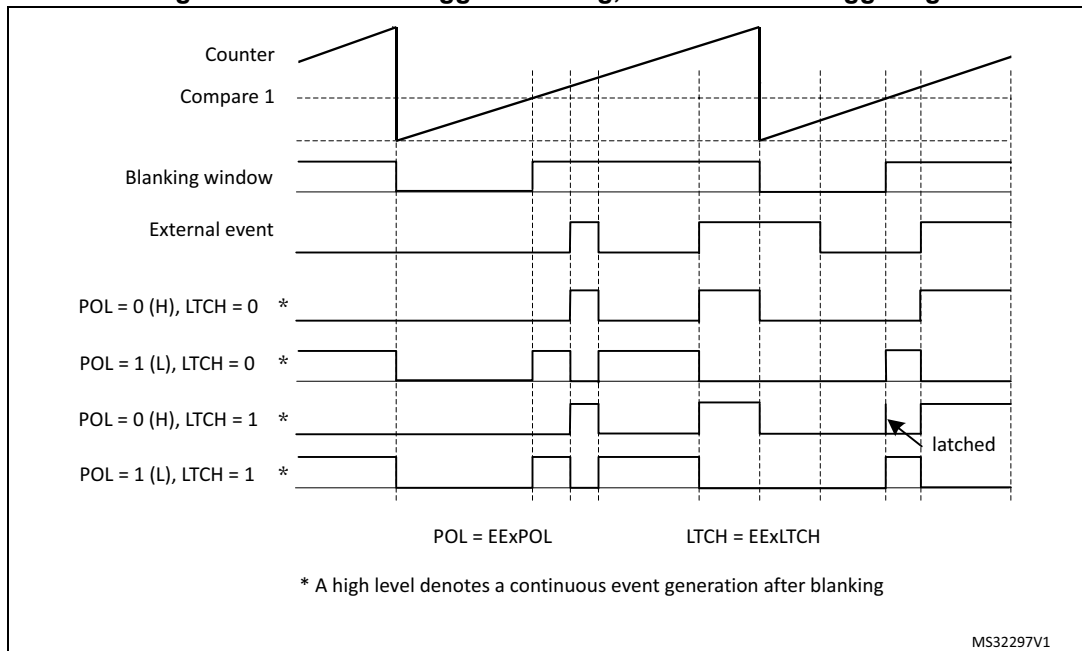 Counter
Compare 1
Blanking window
External event
POL = 0 (H), LTCH = 0 *
POL = 1 (L), LTCH = 0 *
POL = 0 (H), LTCH = 1 *
latched
POL = 1 (L), LTCH = 1 *
POL = EExPOL LTCH = EExLTCH
* A high level denotes a continuous event generation after blanking
MS32297V1